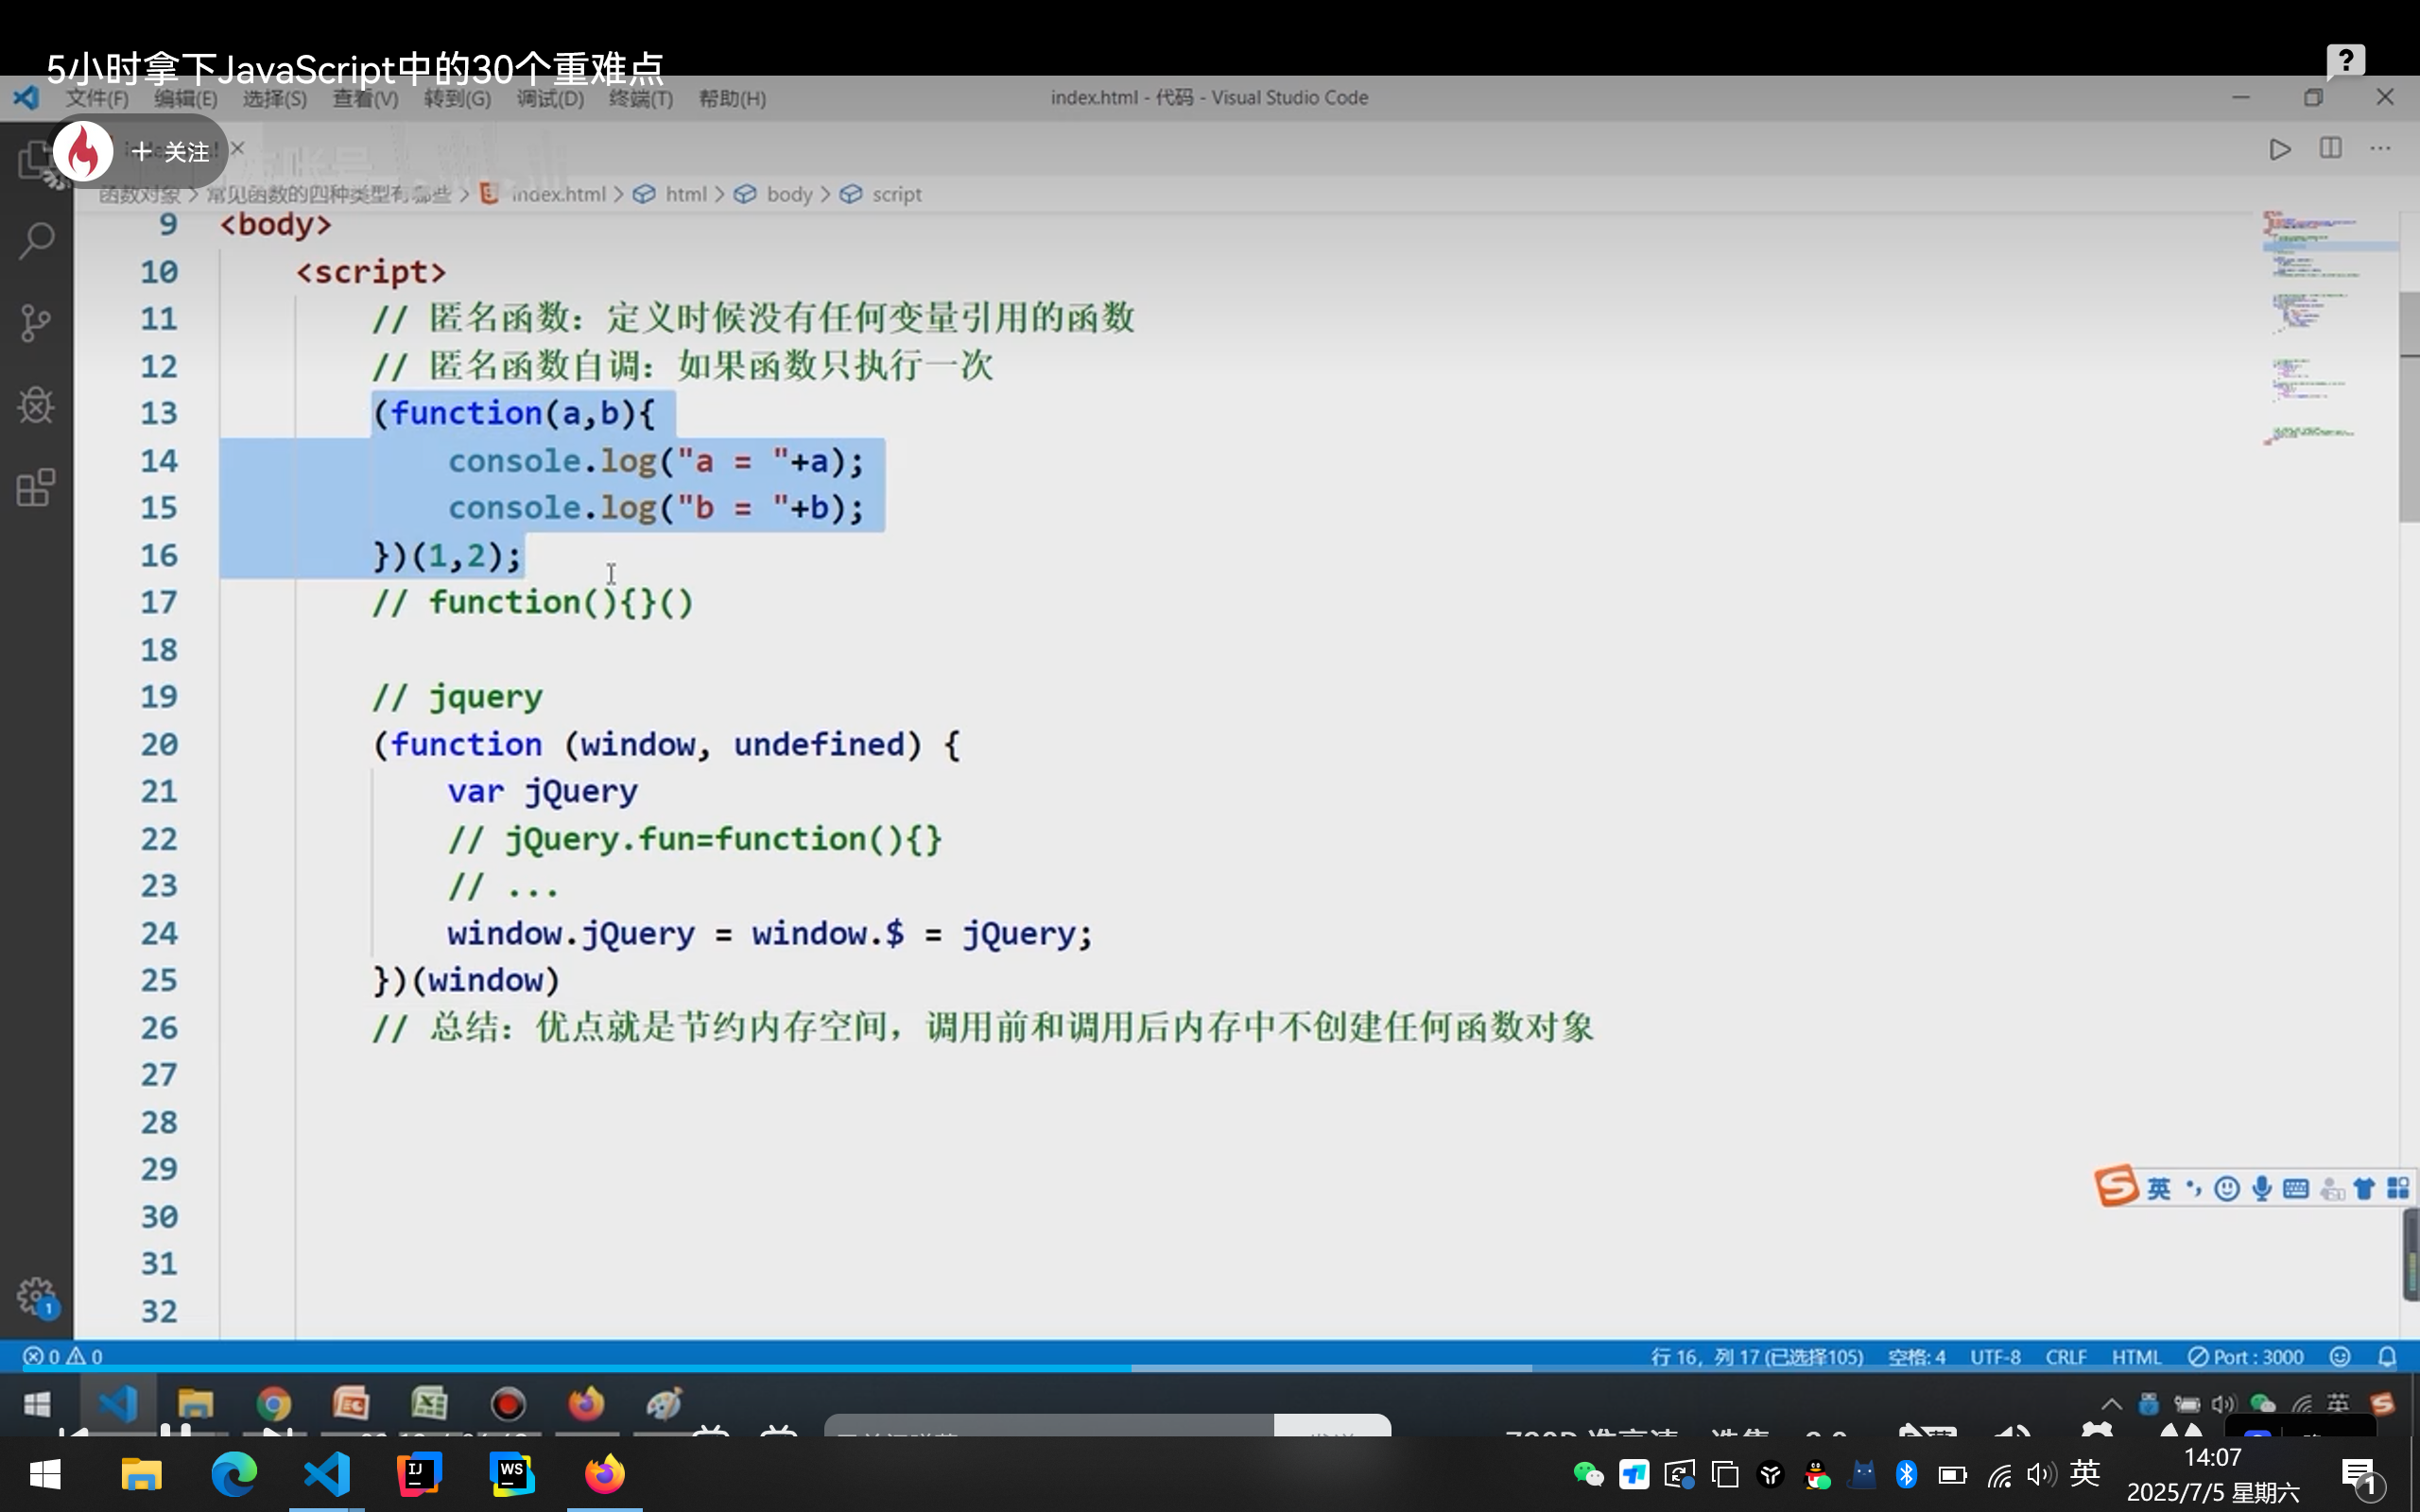 5小时拿下JavaScript中的30个重难点
文件(F) 编辑(E) 选择(S) 查看(V) 转到(G) 调试(D) 终端(T) 帮助(H)
index.html - 代码 - Visual Studio Code
+ 关注
函数对象 > 常见函数的四种类型有哪些 > index.html > html > body > script
9 <body>
10 <script>
11 // 匿名函数：定义时候没有任何变量引用的函数
12 // 匿名函数自调：如果函数只执行一次
13 (function(a,b){
14 console.log("a = "+a);
15 console.log("b = "+b);
16 })(1,2);
17 // function(){}()
18
19 // jquery
20 (function (window, undefined) {
21 var jQuery
22 // jQuery.fun=function(){}
23 // ...
24 window.jQuery = window.$ = jQuery;
25 })(window)
26 // 总结：优点就是节约内存空间，调用前和调用后内存中不创建任何函数对象
27
28
29
30
31
32
英
1
0 0
行 16，列 17 (已选择105) 空格: 4 UTF-8 CRLF HTML Port : 3000
英
IJ
WS
英
14:07
2025/7/5 星期六
1